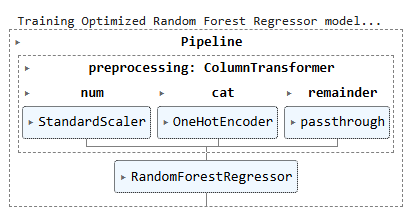 Training Optimized Random Forest Regressor model...
Pipeline
preprocessing: ColumnTransformer
num cat remainder
StandardScaler OneHotEncoder passthrough
RandomForestRegressor